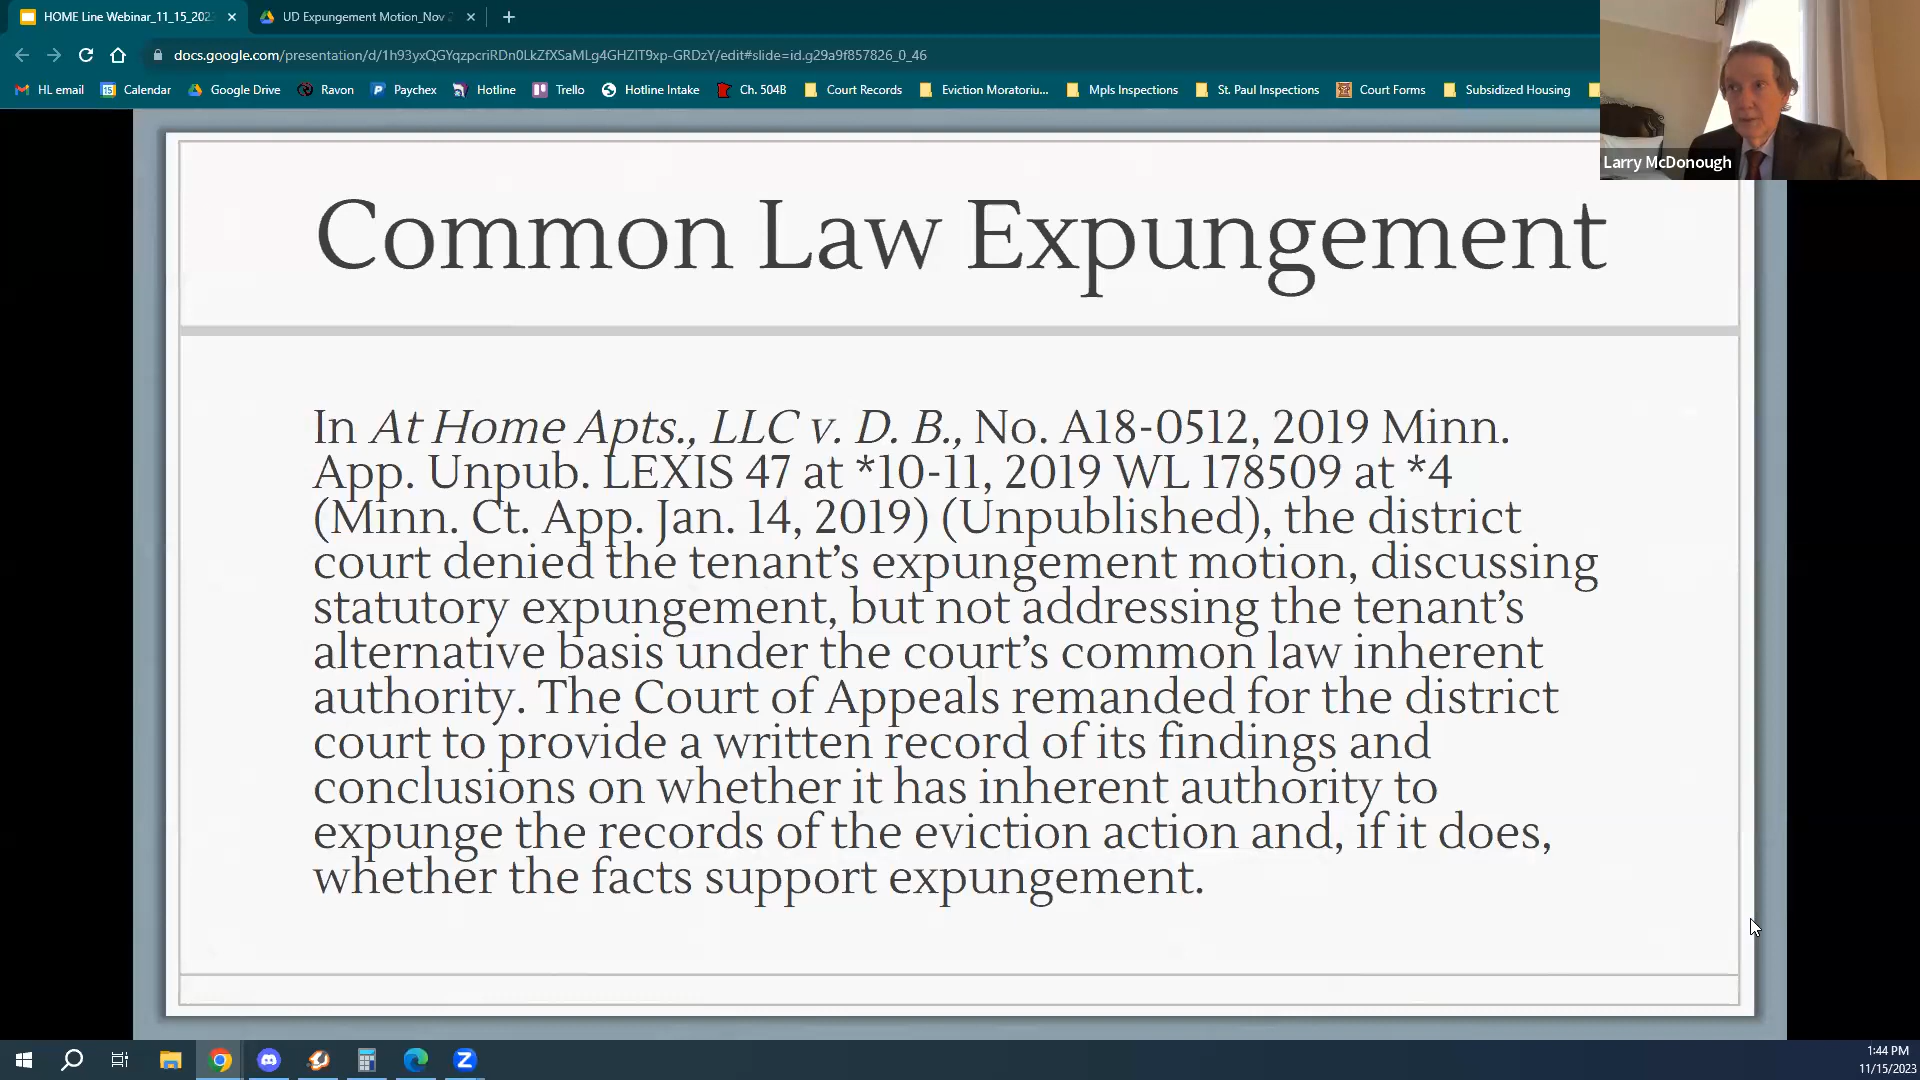 HOME Line Webinar_11_15_202
UD Expungement Motion_Nov
docs.google.com/presentation/d/1h93yxQGYqzpcriRDn0LkZfXSaMLg4GHZIT9xp-GRDzY/edit#slide=id.g29a9f857826_0_46
HL email Calendar Google Drive Ravon Paychex Hotline Trello Hotline Intake Ch. 504B Court Records Eviction Moratoriu... Mpls Inspections St. Paul Inspections Court Forms Subsidized Housing
Larry McDonough
Common Law Expungement
In At Home Apts., LLC v. D. B., No. A18-0512, 2019 Minn.
App. Unpub. LEXIS 47 at *10-11, 2019 WL 178509 at *4
(Minn. Ct. App. Jan. 14, 2019) (Unpublished), the district
court denied the tenant’s expungement motion, discussing
statutory expungement, but not addressing the tenant’s
alternative basis under the court’s common law inherent
authority. The Court of Appeals remanded for the district
court to provide a written record of its findings and
conclusions on whether it has inherent authority to
expunge the records of the eviction action and, if it does,
whether the facts support expungement.
1:44 PM
11/15/2023